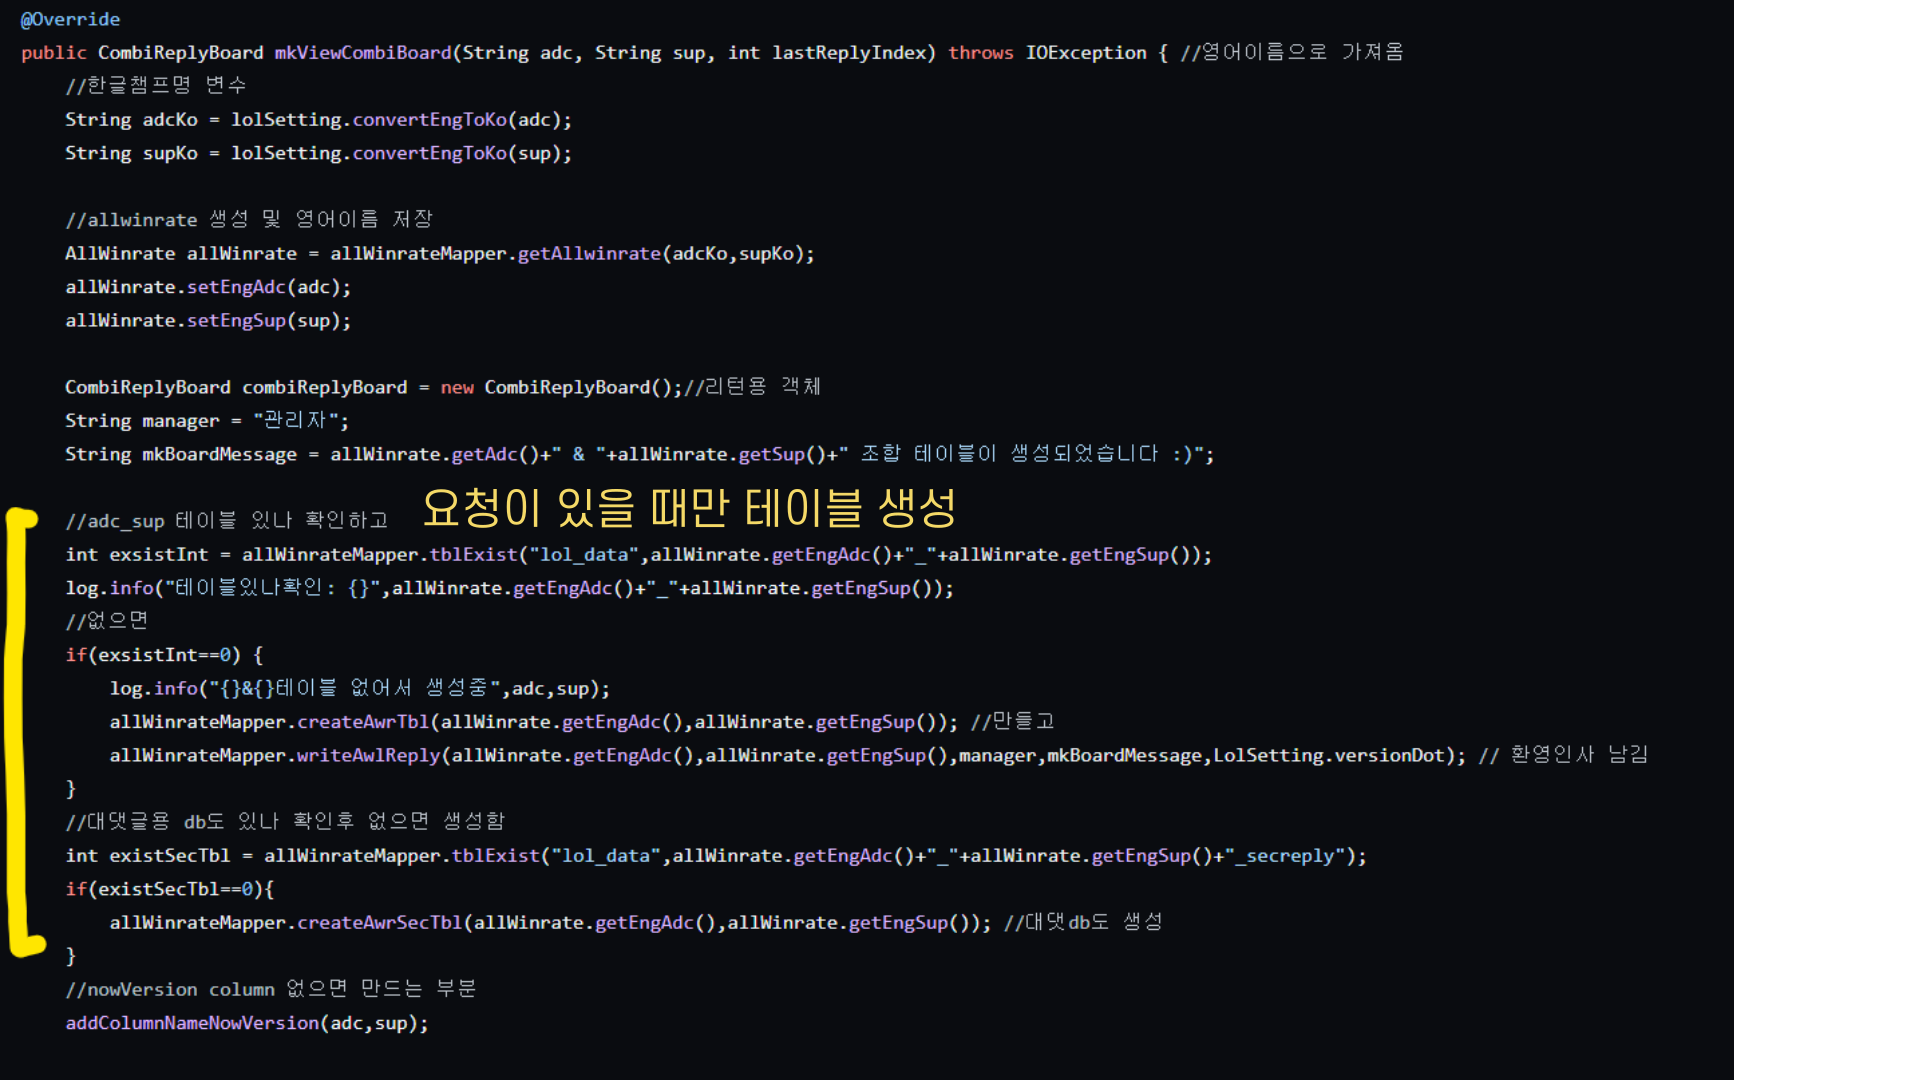 @Override
public CombiReplyBoard mkViewCombiBoard(String adc, String sup, int lastReplyIndex) throws IOException { //영어이름으로 가져옴
//한글챔프명 변수
String adcKo = lolSetting.convertEngToKo(adc);
String supKo = lolSetting.convertEngToKo(sup);
//allwinrate 생성 및 영어이름 저장
AllWinrate allWinrate = allWinrateMapper.getAllwinrate(adcKo,supKo);
allWinrate.setEngAdc(adc);
allWinrate.setEngSup(sup);
CombiReplyBoard combiReplyBoard = new CombiReplyBoard();//리턴용 객체
String manager = "관리자";
String mkBoardMessage = allWinrate.getAdc()+" & "+allWinrate.getSup()+" 조합 테이블이 생성되었습니다 :)";
//adc_sup 테이블 있나 확인하고 요청이 있을 때만 테이블 생성
int exsistInt = allWinrateMapper.tblExist("lol_data",allWinrate.getEngAdc()+"_"+allWinrate.getEngSup());
log.info("테이블있나확인: {}",allWinrate.getEngAdc()+"_"+allWinrate.getEngSup());
//없으면
if(exsistInt==0) {
log.info("{}&{}테이블 없어서 생성중",adc,sup);
allWinrateMapper.createAwrTbl(allWinrate.getEngAdc(),allWinrate.getEngSup()); //만들고
allWinrateMapper.writeAwlReply(allWinrate.getEngAdc(),allWinrate.getEngSup(),manager,mkBoardMessage,LolSetting.versionDot); // 환영인사 남김
}
//대댓글용 db도 있나 확인후 없으면 생성함
int existSecTbl = allWinrateMapper.tblExist("lol_data",allWinrate.getEngAdc()+"_"+allWinrate.getEngSup()+"_secreply");
if(existSecTbl==0){
allWinrateMapper.createAwrSecTbl(allWinrate.getEngAdc(),allWinrate.getEngSup()); //대댓db도 생성
}
//nowVersion column 없으면 만드는 부분
addColumnNameNowVersion(adc,sup);